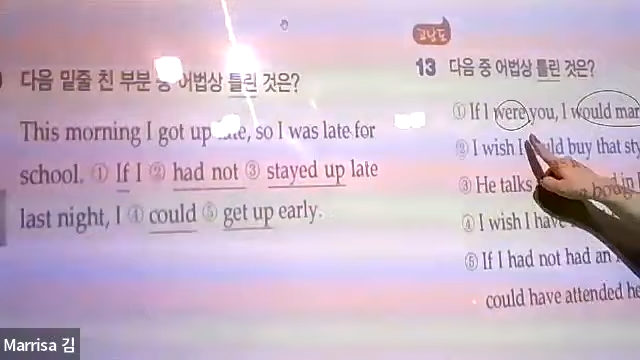 다음 밑줄 친 부분 중 어법상 틀린 것은?
This morning I got up late, so I was late for
school. ① If I ② had not ③ stayed up late
last night, I ④ could ⑤ get up early.
고난도
13 다음 중 어법상 틀린 것은?
① If I were you, I would mar
② I wish I buy that sty
③ He talks
④ I wish I have
⑤ If I had not had an
could have attended he
Marrisa 김